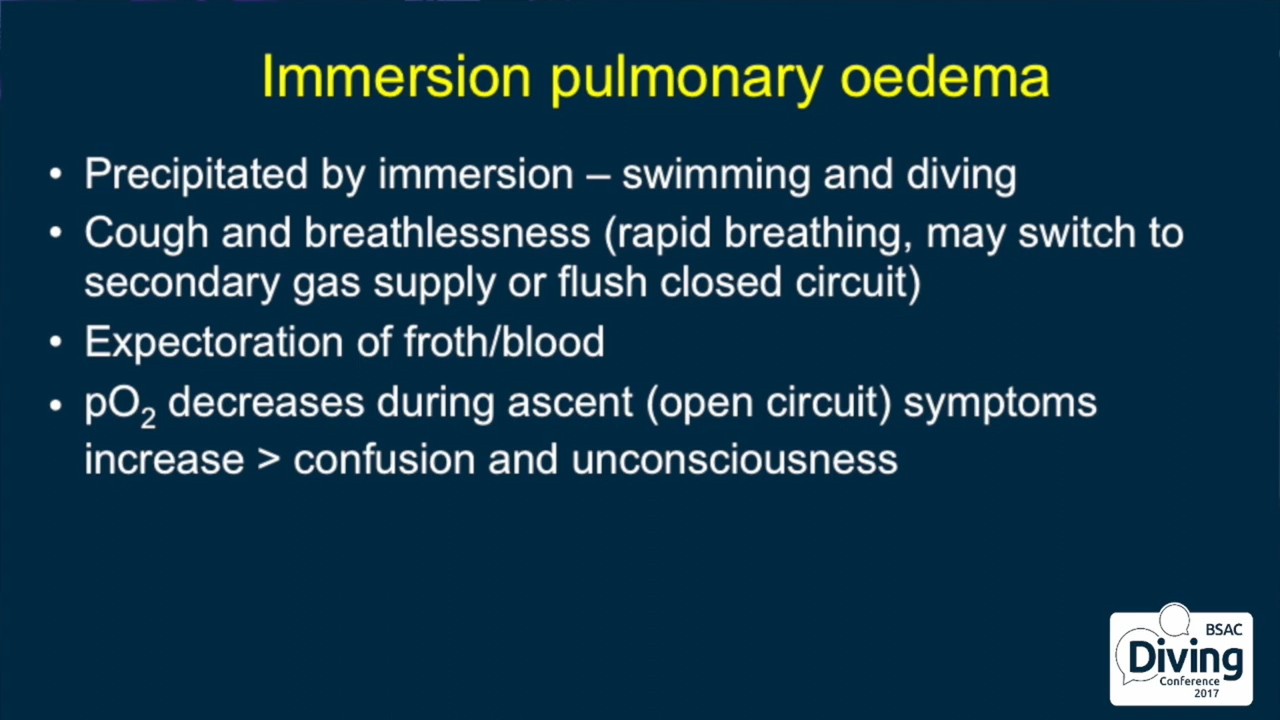 Immersion pulmonary oedema
• Precipitated by immersion – swimming and diving
• Cough and breathlessness (rapid breathing, may switch to
secondary gas supply or flush closed circuit)
• Expectoration of froth/blood
• pO₂ decreases during ascent (open circuit) symptoms
increase > confusion and unconsciousness
BSAC
Diving
Conference
2017